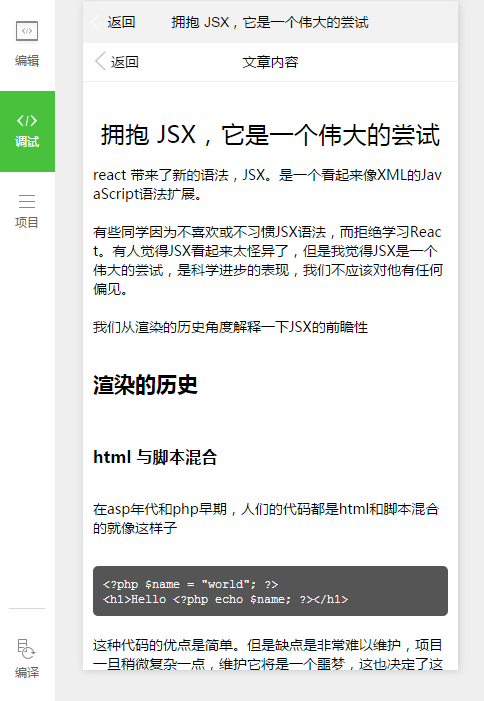 编辑
调试
项目
编译
返回 拥抱 JSX，它是一个伟大的尝试
返回 文章内容
拥抱 JSX，它是一个伟大的尝试
react 带来了新的语法，JSX。是一个看起来像XML的Jav
aScript语法扩展。
有些同学因为不喜欢或不习惯JSX语法，而拒绝学习Reac
t。有人觉得JSX看起来太怪异了，但是我觉得JSX是一个
伟大的尝试，是科学进步的表现，我们不应该对他有任何
偏见。
我们从渲染的历史角度解释一下JSX的前瞻性
渲染的历史
html 与脚本混合
在asp年代和php早期，人们的代码都是html和脚本混合
的就像这样子
<?php $name = "world"; ?>
<h1>Hello <?php echo $name; ?></h1>
这种代码的优点是简单。但是缺点是非常难以维护，项目
一旦稍微复杂一点，维护它将是一个噩梦，这也决定了这